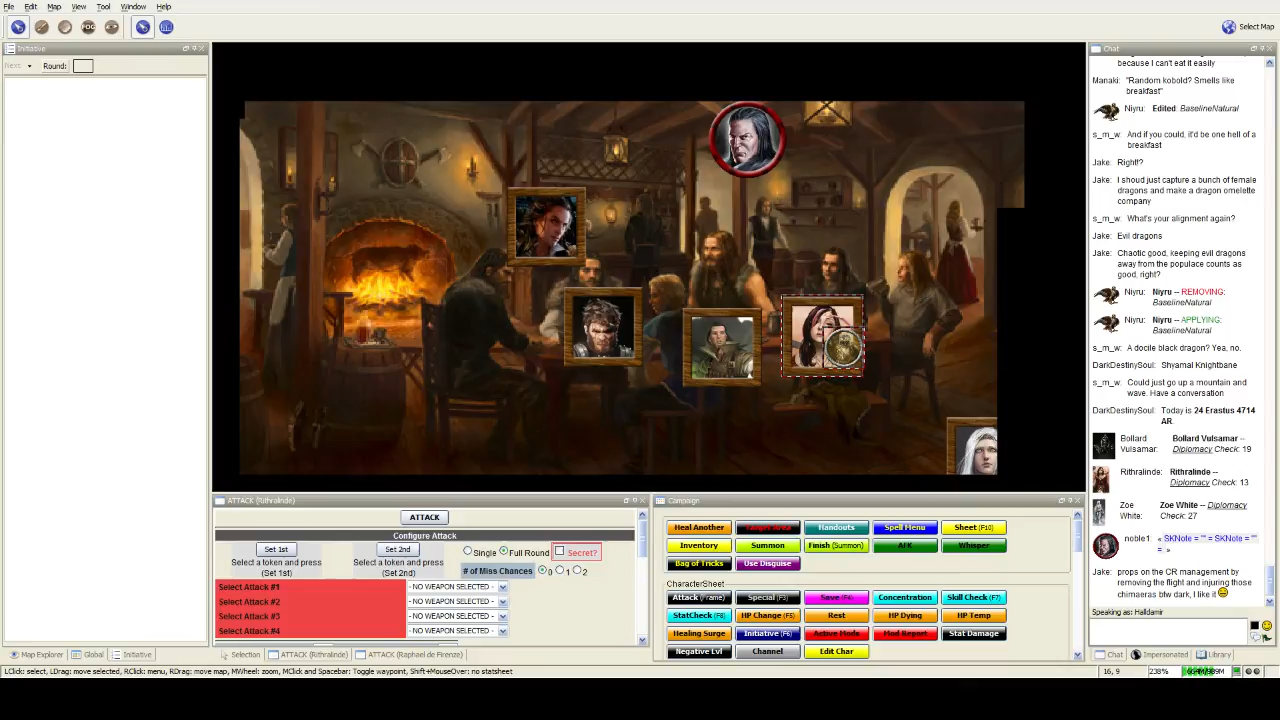 File Edit Map View Tool Window Help
FOG
Select Map
Initiative
Next Round:
Chat
because I can't eat it easily
Manaki: "Random kobold? Smells like
breakfast"
Niyru: Edited: BaselineNatural
s_m_w: And if you could, it'd be one hell of a
breakfast
Jake: Right!?
Jake: I shoud just capture a bunch of female
dragons and make a dragon omelette
company
s_m_w: What's your alignment again?
Jake: Evil dragons
Jake: Chaotic good, keeping evil dragons
away from the populace counts as
good, right?
Niyru: Niyru -- REMOVING:
BaselineNatural
Niyru: Niyru -- APPLYING:
BaselineNatural
s_m_w: A docile black dragon? Yea, no.
DarkDestinySoul: Shyamal Knightbane
s_m_w: Could just go up a mountain and
wave. Have a conversation
DarkDestinySoul: Today is 24 Erastus 4714
AR.
Bollard Vulsamar: Bollard Vulsamar --
Diplomacy Check: 19
Rithralinde: Rithralinde --
Diplomacy Check: 13
Zoe White: Zoe White -- Diplomacy
Check: 27
noble1: « SKNote = "" = SKNote = ""
= »
Jake: props on the CR management by
removing the flight and injuring those
chimaeras btw dark, I like it
Speaking as: Halldamir
Chat Impersonated Library
ATTACK (Rithralinde)
ATTACK
Configure Attack
Set 1st Set 2nd Single Full Round Secret?
Select a token and press (Set 1st) Select a token and press (Set 2nd) # of Miss Chances 0 1 2
Select Attack #1 - NO WEAPON SELECTED -
Select Attack #2 - NO WEAPON SELECTED -
Select Attack #3 - NO WEAPON SELECTED -
Select Attack #4 - NO WEAPON SELECTED -
Campaign
Heal Another Handouts Spell Menu Sheet (F10)
Inventory Summon Finish (Summon) AFK Whisper
Bag of Tricks Use Disguise
CharacterSheet
Attack (Frame) Special (F3) Save (F4) Concentration Skill Check (F7)
StatCheck (F8) HP Change (F5) Rest HP Dying HP Temp
Healing Surge Initiative (F6) Active Mods Mod Report Stat Damage
Negative Lvl Channel Edit Char
Map Explorer Global Initiative Selection ATTACK (Rithralinde) ATTACK (Raphael de Firenze)
LClick: select, LDrag: move selected, RClick: menu, RDrag: move map, MWheel: zoom, MClick and Spacebar: Toggle waypoint, Shift+MouseOver: no statsheet
16, 9 238%